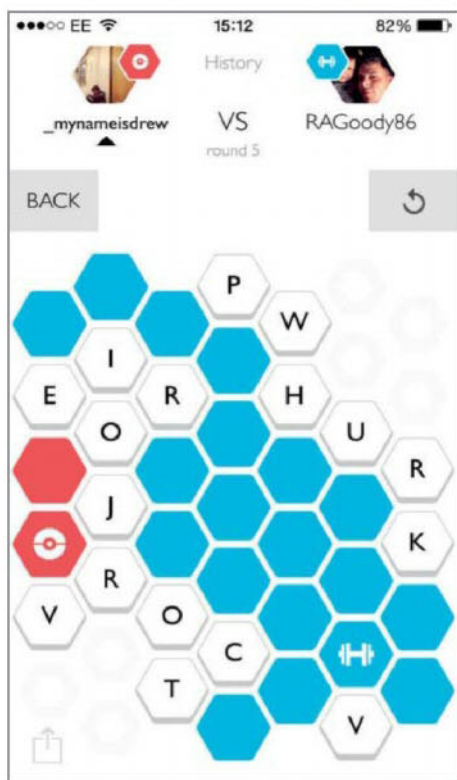 EE 15:12 82%
History
_mynameisdrew VS RAGoody86
round 5
BACK
P
W
I
E R H
O U
R
J
K
R
V O
C
T
V